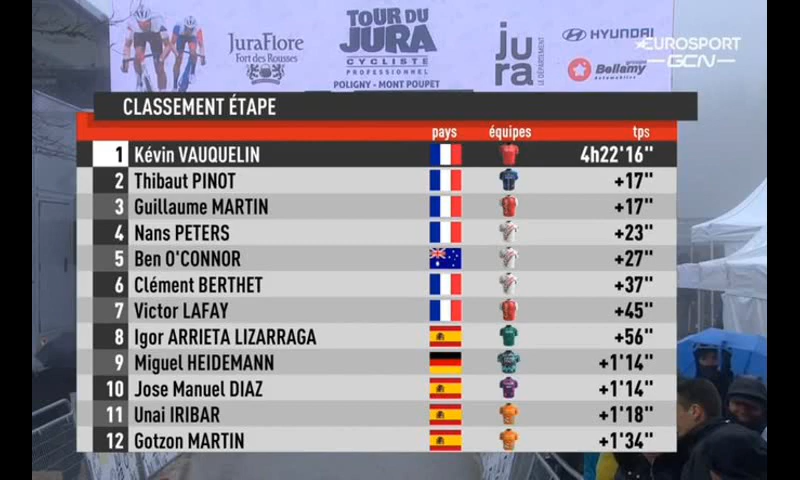 TOUR DU
JURA
CYCLISTE
PROFESSIONNEL
POLIGNY - MONT POUPET
JuraFlore
Fort des Rousses
jura
LE DÉPARTEMENT
HYUNDAI
groupe
Bellamy
Automobiles
EUROSPORT
GCN
CLASSEMENT ÉTAPE
pays équipes tps
1 Kévin VAUQUELIN 4h22'16"
2 Thibaut PINOT +17"
3 Guillaume MARTIN +17"
4 Nans PETERS +23"
5 Ben O'CONNOR +27"
6 Clément BERTHET +37"
7 Victor LAFAY +45"
8 Igor ARRIETA LIZARRAGA +56"
9 Miguel HEIDEMANN +1'14"
10 Jose Manuel DIAZ +1'14"
11 Unai IRIBAR +1'18"
12 Gotzon MARTIN +1'34"